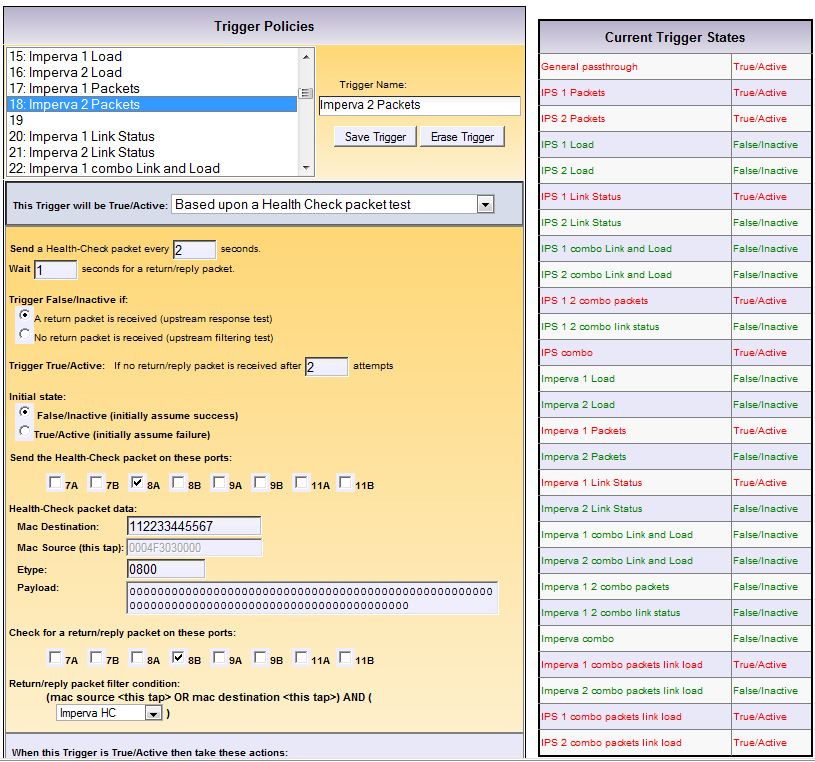 Trigger Policies
15: Imperva 1 Load
16: Imperva 2 Load
17: Imperva 1 Packets
18: Imperva 2 Packets
19
20: Imperva 1 Link Status
21: Imperva 2 Link Status
22: Imperva 1 combo Link and Load
Trigger Name:
Imperva 2 Packets
Save Trigger Erase Trigger
This Trigger will be True/Active: Based upon a Health Check packet test
Send a Health-Check packet every 2 seconds.
Wait 1 seconds for a return/reply packet.
Trigger False/Inactive if:
A return packet is received (upstream response test)
No return packet is received (upstream filtering test)
Trigger True/Active: If no return/reply packet is received after 2 attempts
Initial state:
False/Inactive (initially assume success)
True/Active (initially assume failure)
Send the Health-Check packet on these ports:
7A 7B 8A 8B 9A 9B 11A 11B
Health-Check packet data:
Mac Destination: 112233445567
Mac Source (this tap): 0004F3030000
Etype: 0800
Payload:
Check for a return/reply packet on these ports:
7A 7B 8A 8B 9A 9B 11A 11B
Return/reply packet filter condition:
(mac source <this tap> OR mac destination <this tap>) AND (
Imperva HC )
When this Trigger is True/Active then take these actions:
Current Trigger States
General passthrough True/Active
IPS 1 Packets True/Active
IPS 2 Packets True/Active
IPS 1 Load False/Inactive
IPS 2 Load False/Inactive
IPS 1 Link Status True/Active
IPS 2 Link Status False/Inactive
IPS 1 combo Link and Load False/Inactive
IPS 2 combo Link and Load False/Inactive
IPS 1 2 combo packets True/Active
IPS 1 2 combo link status False/Inactive
IPS combo True/Active
Imperva 1 Load False/Inactive
Imperva 2 Load False/Inactive
Imperva 1 Packets True/Active
Imperva 2 Packets False/Inactive
Imperva 1 Link Status True/Active
Imperva 2 Link Status False/Inactive
Imperva 1 combo Link and Load False/Inactive
Imperva 2 combo Link and Load False/Inactive
Imperva 1 2 combo packets False/Inactive
Imperva 1 2 combo link status False/Inactive
Imperva combo False/Inactive
Imperva 1 combo packets link load True/Active
Imperva 2 combo packets link load False/Inactive
IPS 1 combo packets link load True/Active
IPS 2 combo packets link load True/Active